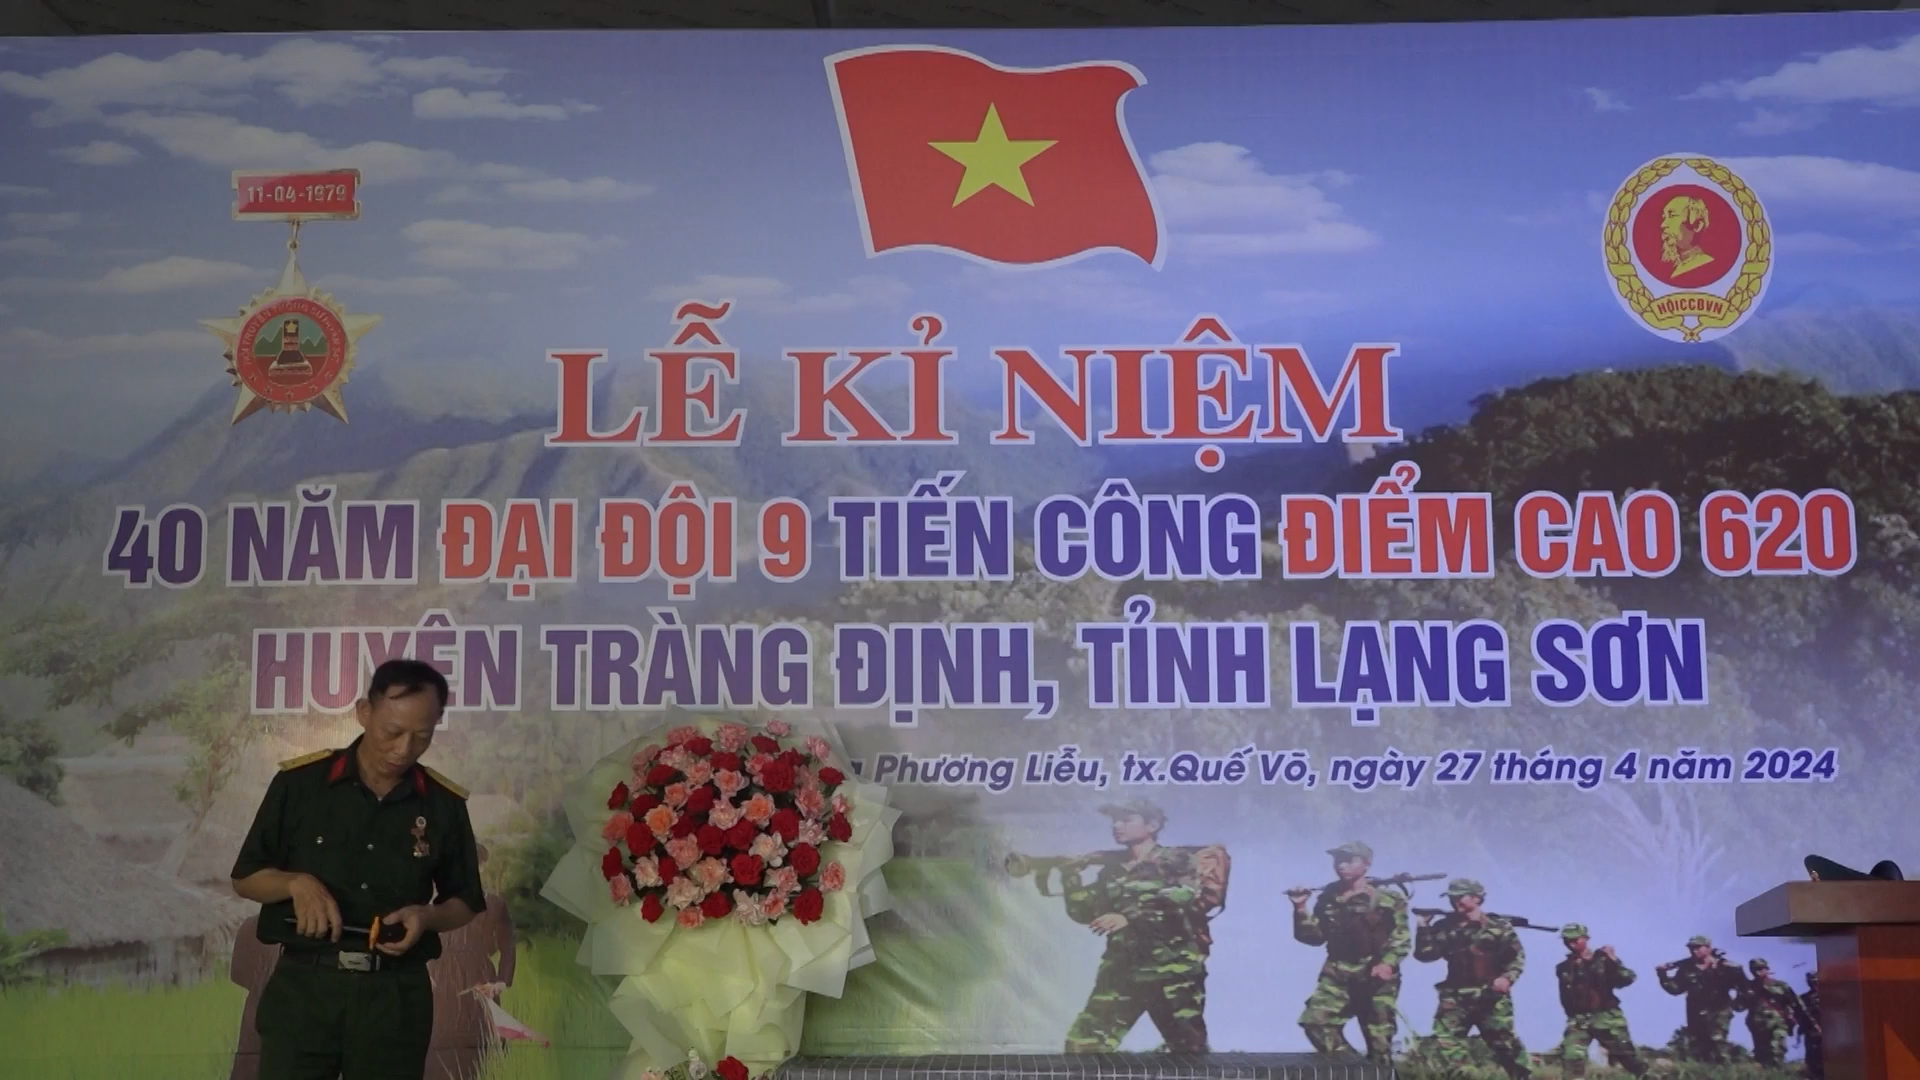 11-04-1979
HỘICCBVN
LỄ KỈ NIỆM
40 NĂM ĐẠI ĐỘI 9 TIẾN CÔNG ĐIỂM CAO 620
HUYỆN TRÀNG ĐỊNH, TỈNH LẠNG SƠN
Phương Liễu, tx.Quế Võ, ngày 27 tháng 4 năm 2024